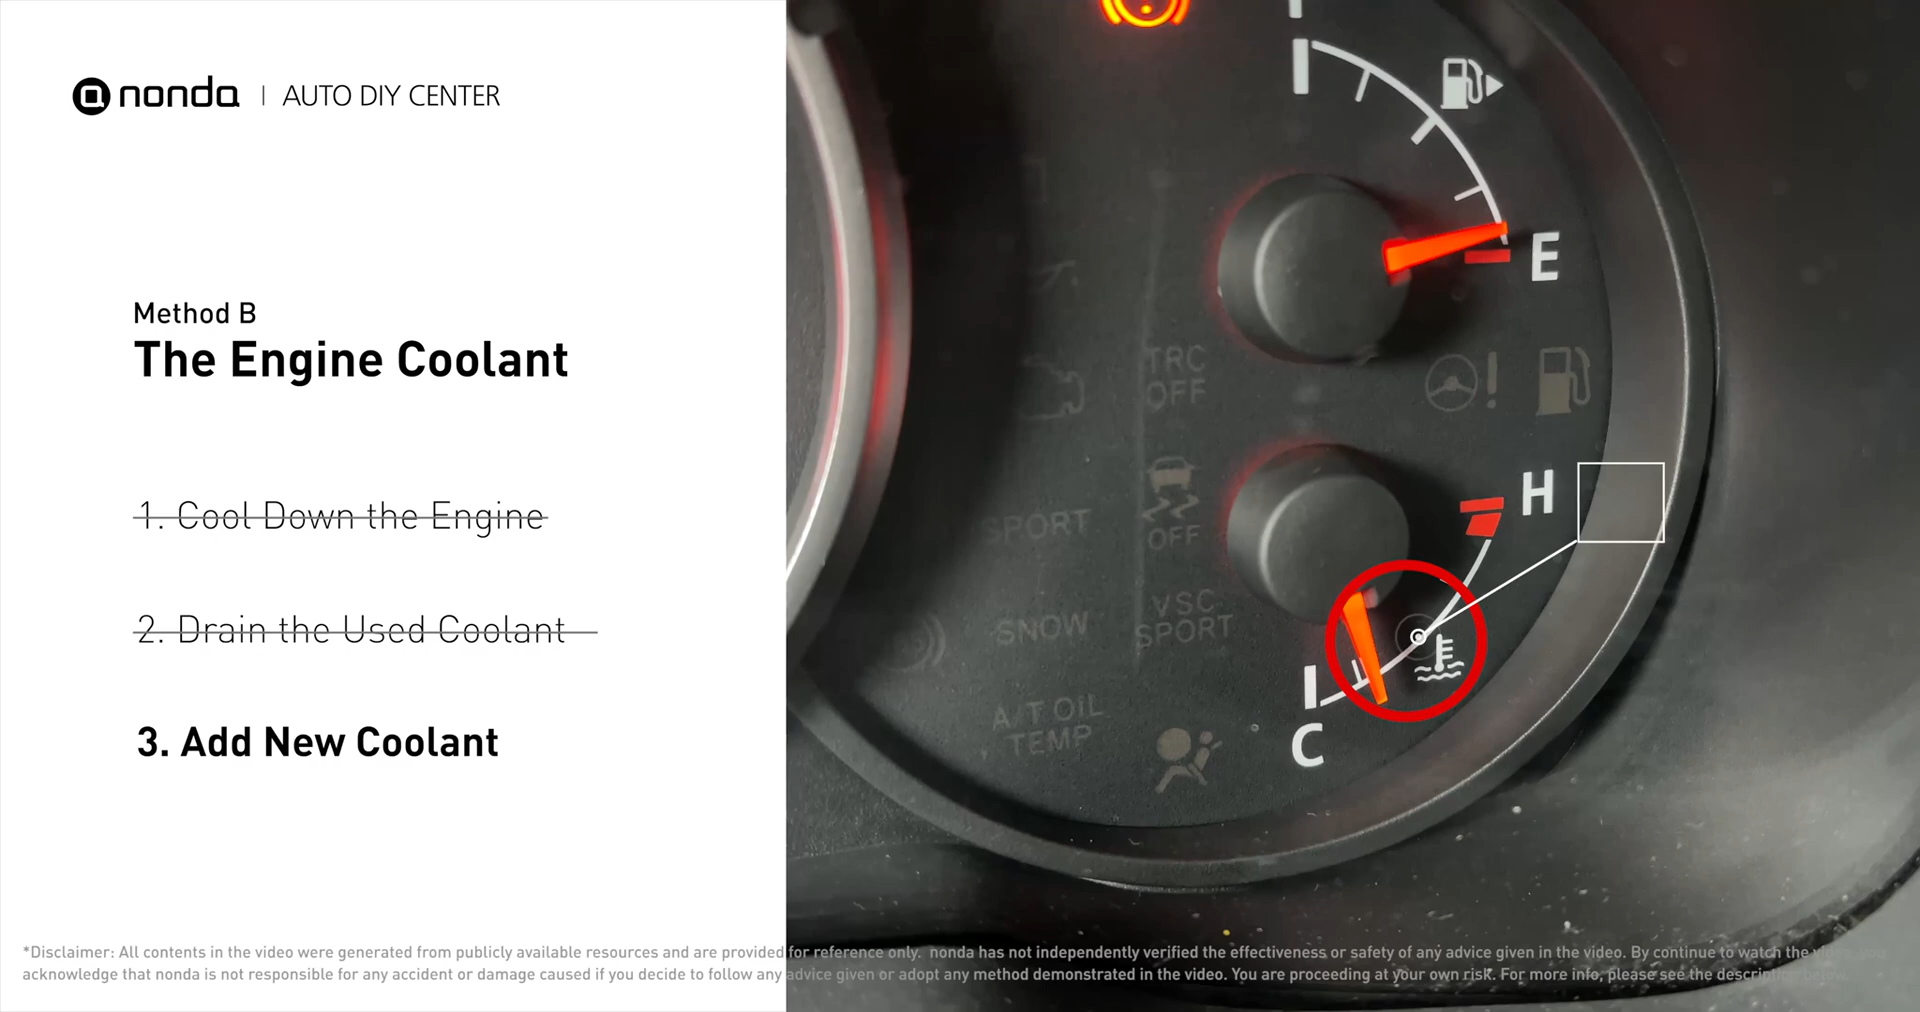 nonda | AUTO DIY CENTER
Method B
The Engine Coolant
1. Cool Down the Engine
2. Drain the Used Coolant
3. Add New Coolant
E
TRC
OFF
H
SPORT
OFF
SNOW
VSC
SPORT
A/T OIL
TEMP
C
*Disclaimer: All contents in the video were generated from publicly available resources and are provided for reference only. nonda has not independently verified the effectiveness or safety of any advice given in the video. By continue to watch the video, you
acknowledge that nonda is not responsible for any accident or damage caused if you decide to follow any advice given or adopt any method demonstrated in the video. You are proceeding at your own risk. For more info, please see the description below.